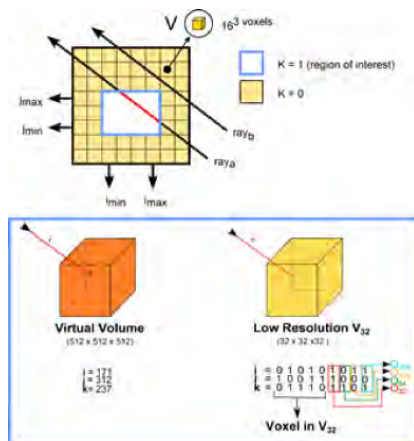 V
16³ voxels
K = 1 (region of interest)
K = 0
Jmax
Jmin
ray_b
ray_a
Imin
Imax
Virtual Volume
(512 x 512 x 512)
Low Resolution V₃₂
(32 x 32 x32 )
i = 171
j = 312
k= 237
i = 0 1 0 1 0 1 0 1 1
j = 1 0 0 1 1 1 0 0 0
k = 0 1 1 1 0 1 1 0 1
Voxel in V₃₂